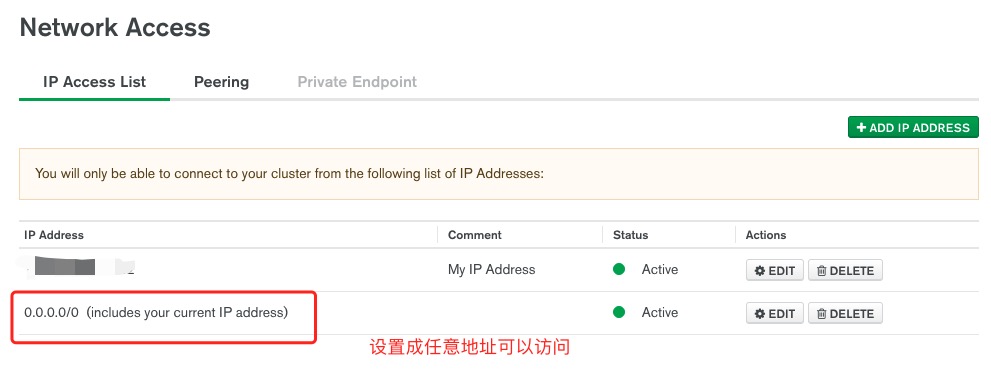 Network Access
IP Access List Peering Private Endpoint
+ ADD IP ADDRESS
You will only be able to connect to your cluster from the following list of IP Addresses:
IP Address Comment Status Actions
My IP Address Active EDIT DELETE
0.0.0.0/0 (includes your current IP address) Active EDIT DELETE
设置成任意地址可以访问